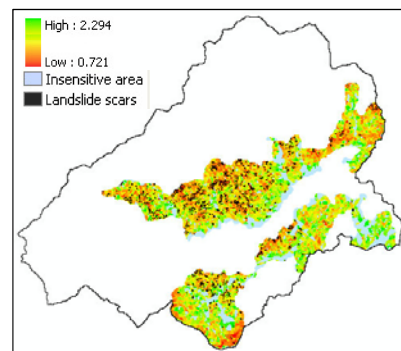 High : 2.294
Low : 0.721
Insensitive area
Landslide scars